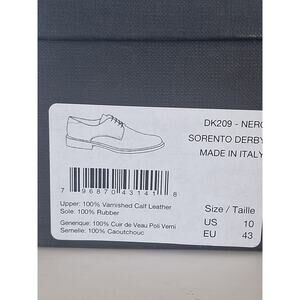 DK209 - NERO
SORENTO DERBY
MADE IN ITALY
7 96870 43141 8
Upper: 100% Varnished Calf Leather
Sole: 100% Rubber
Generique: 100% Cuir de Veau Poli Verni
Semelle: 100% Caoutchouc
Size / Taille
US 10
EU 43